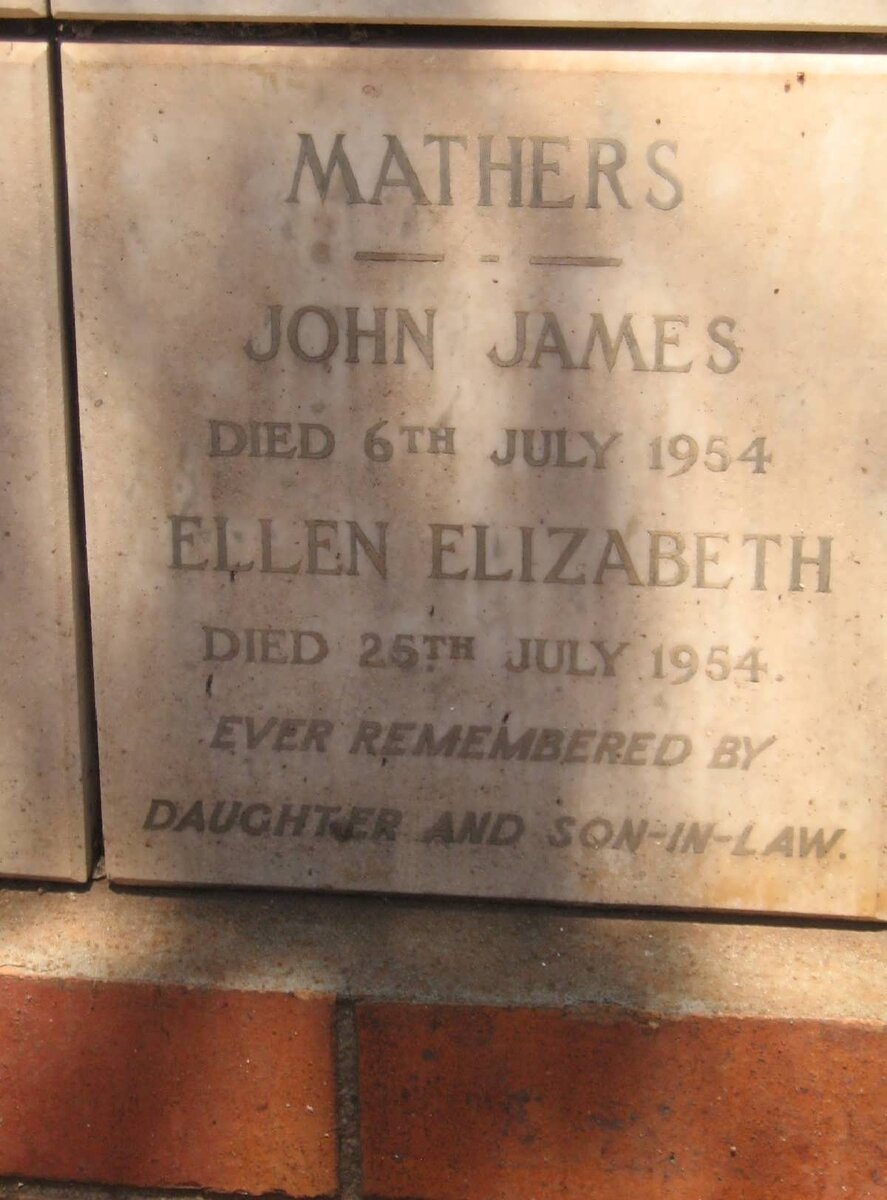 MATHERS
JOHN JAMES
DIED 6TH JULY 1954
ELLEN ELIZABETH
DIED 25TH JULY 1954.
EVER REMEMBERED BY
DAUGHTER AND SON-IN-LAW.